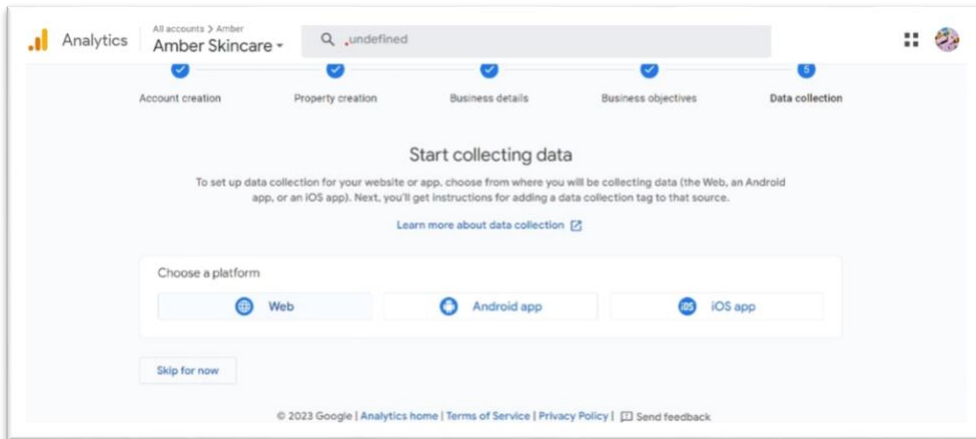 Analytics
All accounts > Amber
Amber Skincare
.undefined
Account creation
Property creation
Business details
Business objectives
5
Data collection
Start collecting data
To set up data collection for your website or app, choose from where you will be collecting data (the Web, an Android
app, or an iOS app). Next, you'll get instructions for adding a data collection tag to that source.
Learn more about data collection
Choose a platform
Web
Android app
iOS
iOS app
Skip for now
© 2023 Google | Analytics home | Terms of Service | Privacy Policy | Send feedback